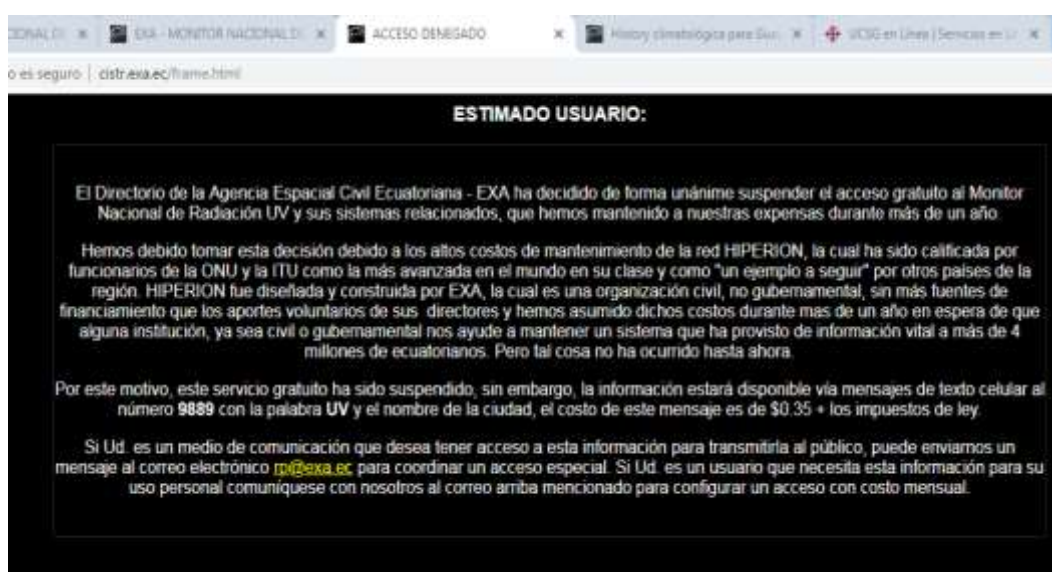 EXA - MONITOR NACIONAL D
ACCESO DENEGADO
History climatológica para
UCSG en Línea | Servicios en Lí
o es seguro | cistr.exa.ec/frame.html
ESTIMADO USUARIO:
El Directorio de la Agencia Espacial Civil Ecuatoriana - EXA ha decidido de forma unánime suspender el acceso gratuito al Monitor
Nacional de Radiación UV y sus sistemas relacionados, que hemos mantenido a nuestras expensas durante más de un año.
Hemos debido tomar esta decisión debido a los altos costos de mantenimiento de la red HIPERION, la cual ha sido calificada por
funcionarios de la ONU y la ITU como la más avanzada en el mundo en su clase y como "un ejemplo a seguir" por otros países de la
región. HIPERION fue diseñada y construida por EXA, la cual es una organización civil, no gubernamental, sin más fuentes de
financiamiento que los aportes voluntarios de sus directores y hemos asumido dichos costos durante mas de un año en espera de que
alguna institución, ya sea civil o gubernamental nos ayude a mantener un sistema que ha provisto de información vital a más de 4
millones de ecuatorianos. Pero tal cosa no ha ocurrido hasta ahora.
Por este motivo, este servicio gratuito ha sido suspendido, sin embargo, la información estará disponible vía mensajes de texto celular al
número 9889 con la palabra UV y el nombre de la ciudad, el costo de este mensaje es de $0.35 + los impuestos de ley.
Si Ud. es un medio de comunicación que desea tener acceso a esta información para transmitirla al público, puede enviarnos un
mensaje al correo electrónico rp@exa.ec para coordinar un acceso especial. Si Ud. es un usuario que necesita esta información para su
uso personal comuníquese con nosotros al correo arriba mencionado para configurar un acceso con costo mensual.